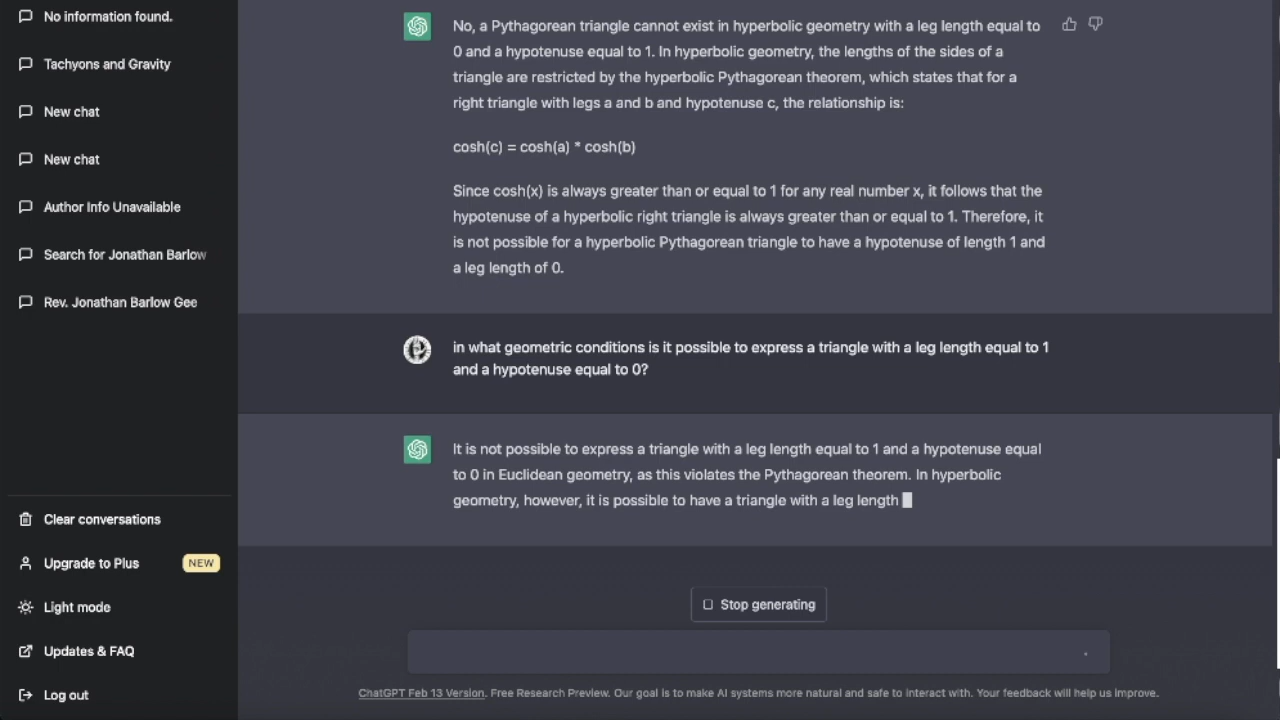 No information found.
Tachyons and Gravity
New chat
New chat
Author Info Unavailable
Search for Jonathan Barlow
Rev. Jonathan Barlow Gee
Clear conversations
Upgrade to Plus NEW
Light mode
Updates & FAQ
Log out
No, a Pythagorean triangle cannot exist in hyperbolic geometry with a leg length equal to
0 and a hypotenuse equal to 1. In hyperbolic geometry, the lengths of the sides of a
triangle are restricted by the hyperbolic Pythagorean theorem, which states that for a
right triangle with legs a and b and hypotenuse c, the relationship is:
cosh(c) = cosh(a) * cosh(b)
Since cosh(x) is always greater than or equal to 1 for any real number x, it follows that the
hypotenuse of a hyperbolic right triangle is always greater than or equal to 1. Therefore, it
is not possible for a hyperbolic Pythagorean triangle to have a hypotenuse of length 1 and
a leg length of 0.
in what geometric conditions is it possible to express a triangle with a leg length equal to 1
and a hypotenuse equal to 0?
It is not possible to express a triangle with a leg length equal to 1 and a hypotenuse equal
to 0 in Euclidean geometry, as this violates the Pythagorean theorem. In hyperbolic
geometry, however, it is possible to have a triangle with a leg length
Stop generating
ChatGPT Feb 13 Version. Free Research Preview. Our goal is to make AI systems more natural and safe to interact with. Your feedback will help us improve.